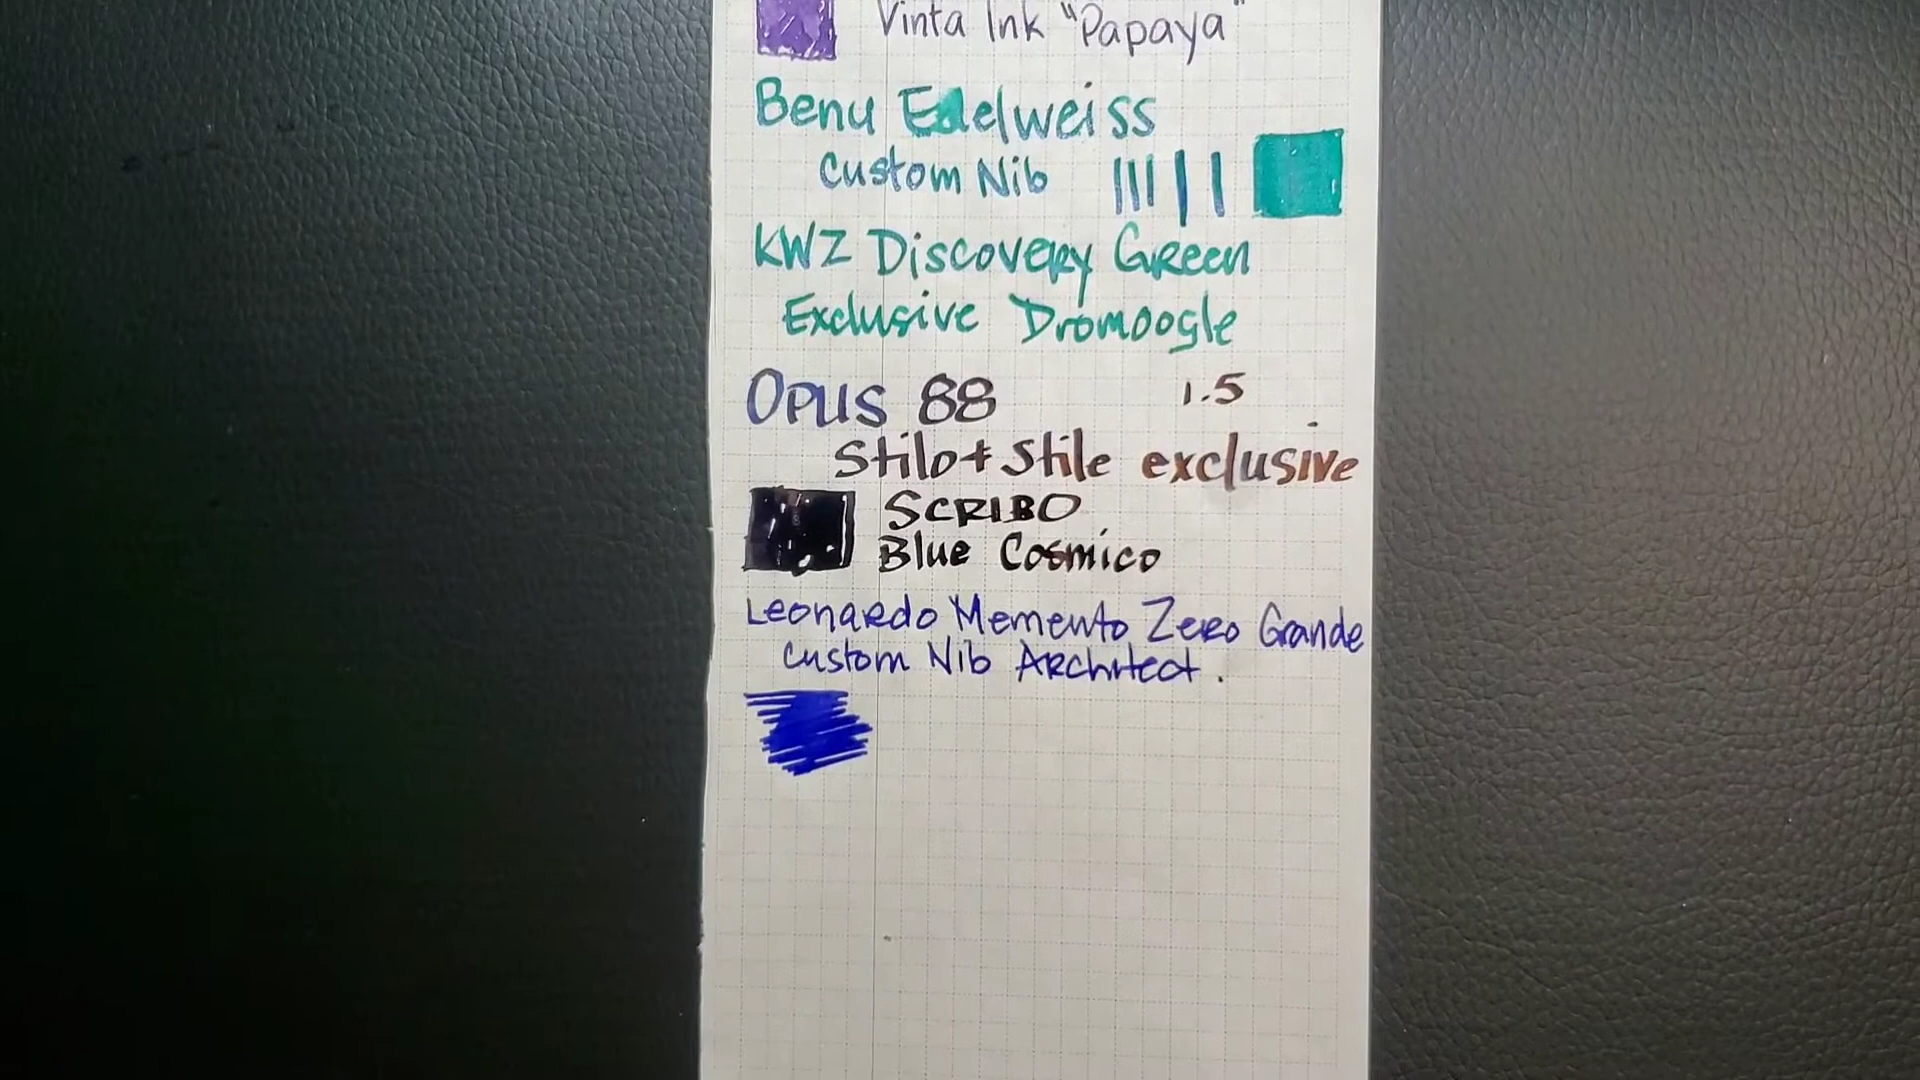 Vinta Ink "Papaya"
Benu Edelweiss
Custom Nib
KWZ Discovery Green
Exclusive Dromoogle
Opus 88 1.5
Stilo+Stile exclusive
SCRIBO
Blue Cosmico
Leonardo Memento Zero Grande
Custom Nib Architect.